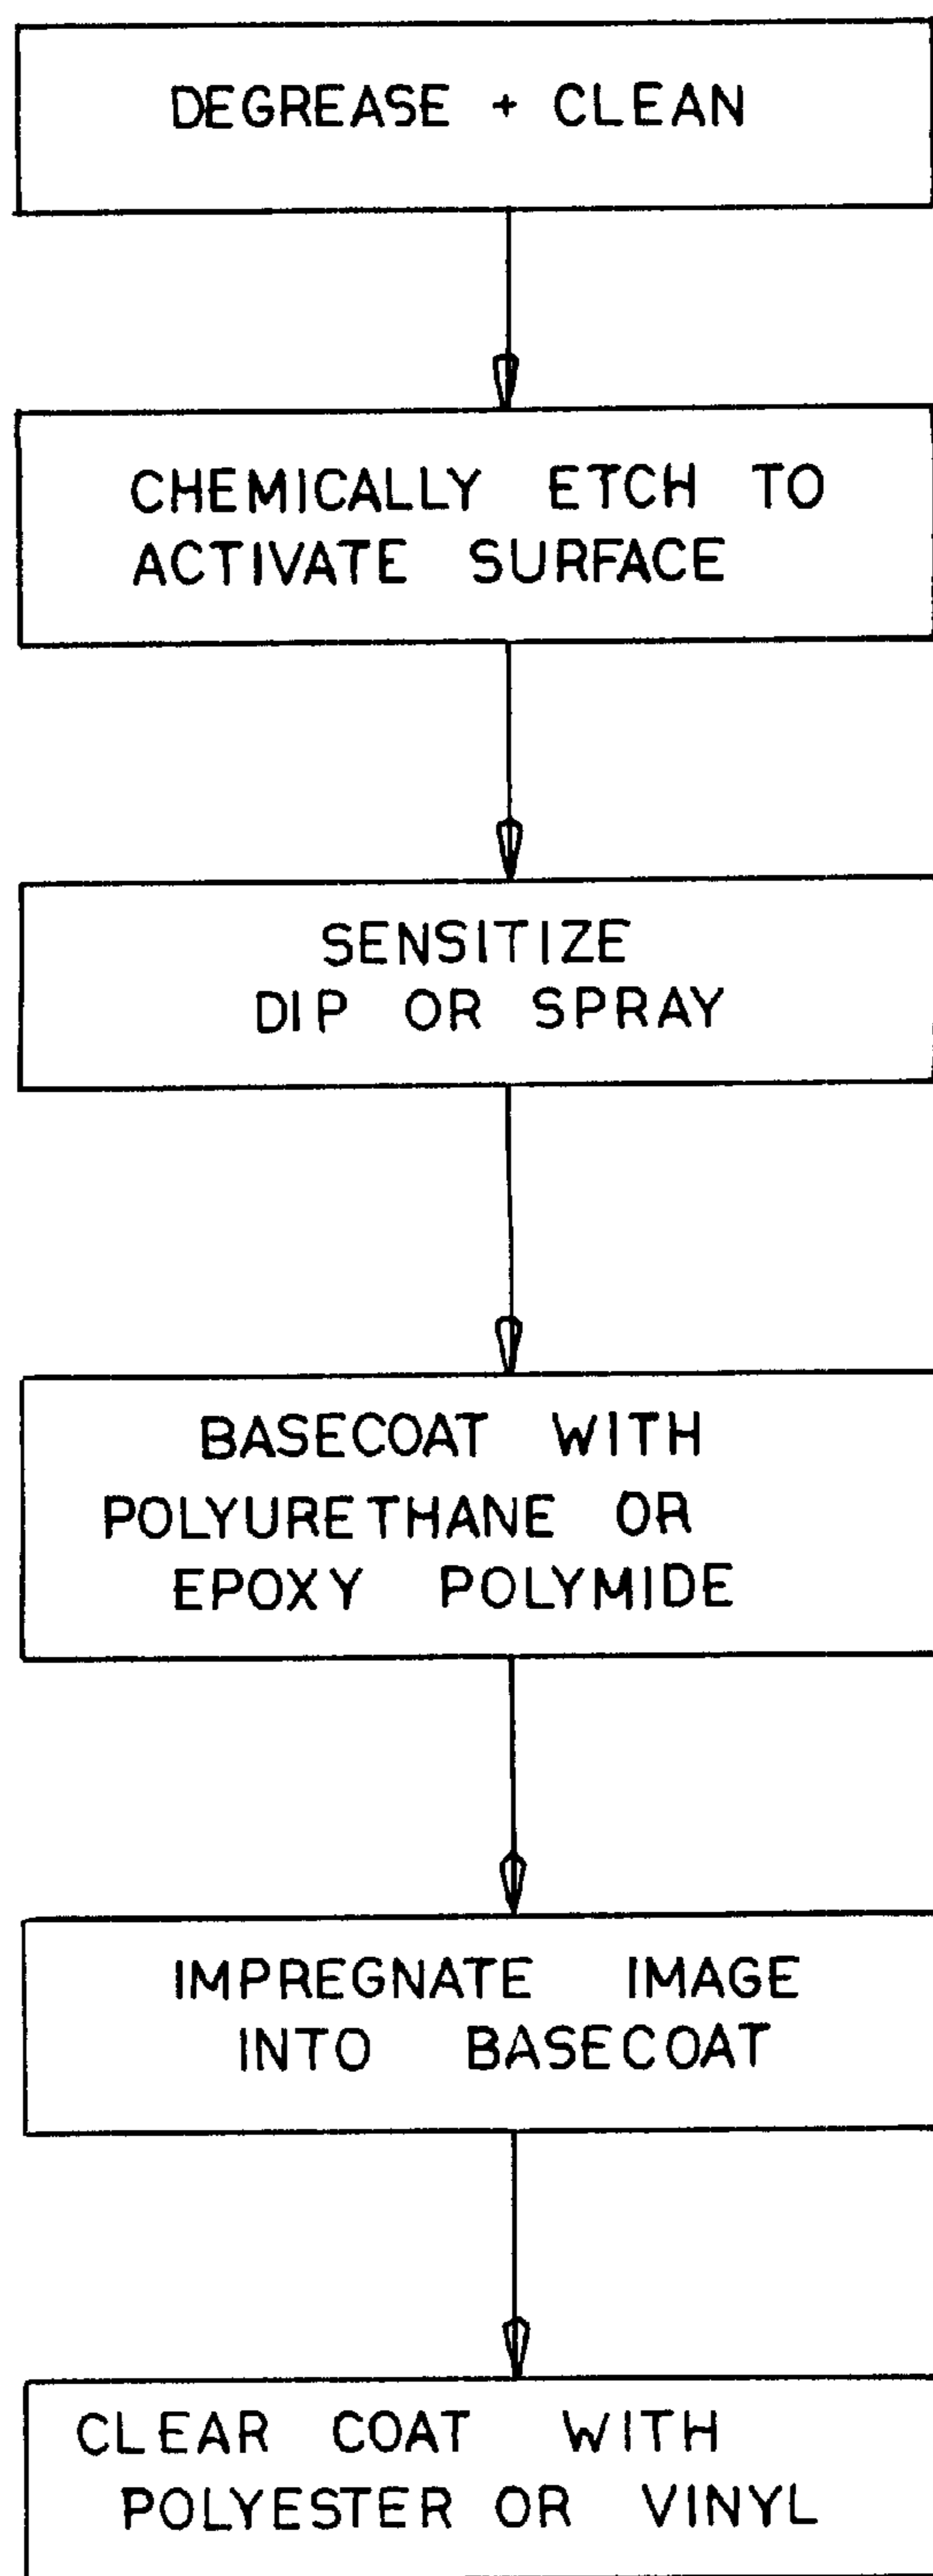 DEGREASE + CLEAN
CHEMICALLY ETCH TO
ACTIVATE SURFACE
SENSITIZE
DIP OR SPRAY
BASECOAT WITH
POLYURETHANE OR
EPOXY POLYMIDE
IMPREGNATE IMAGE
INTO BASECOAT
CLEAR COAT WITH
POLYESTER OR VINYL